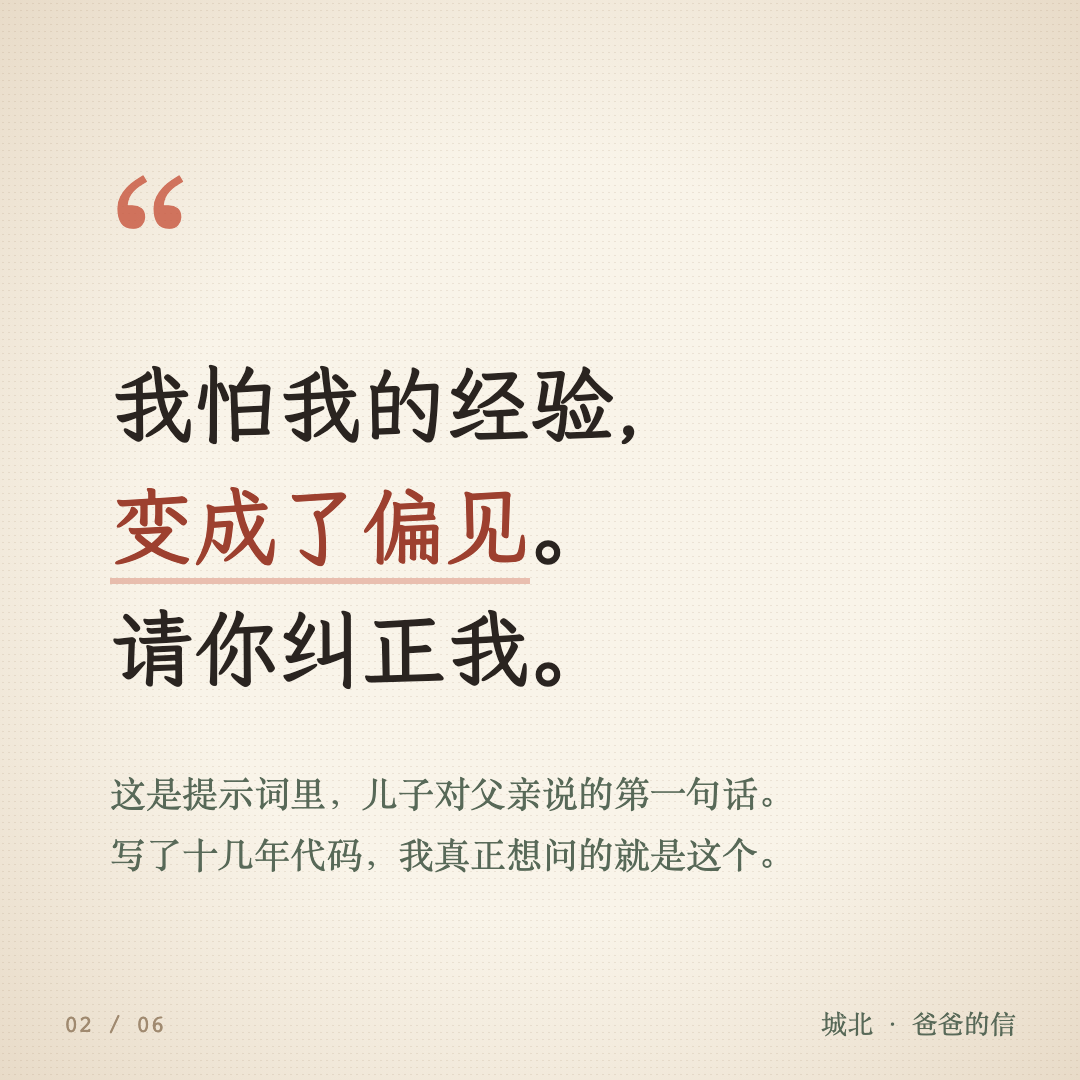 “
我怕我的经验，
变成了偏见。
请你纠正我。
这是提示词里，儿子对父亲说的第一句话。
写了十几年代码，我真正想问的就是这个。
02 / 06
城北 · 爸爸的信